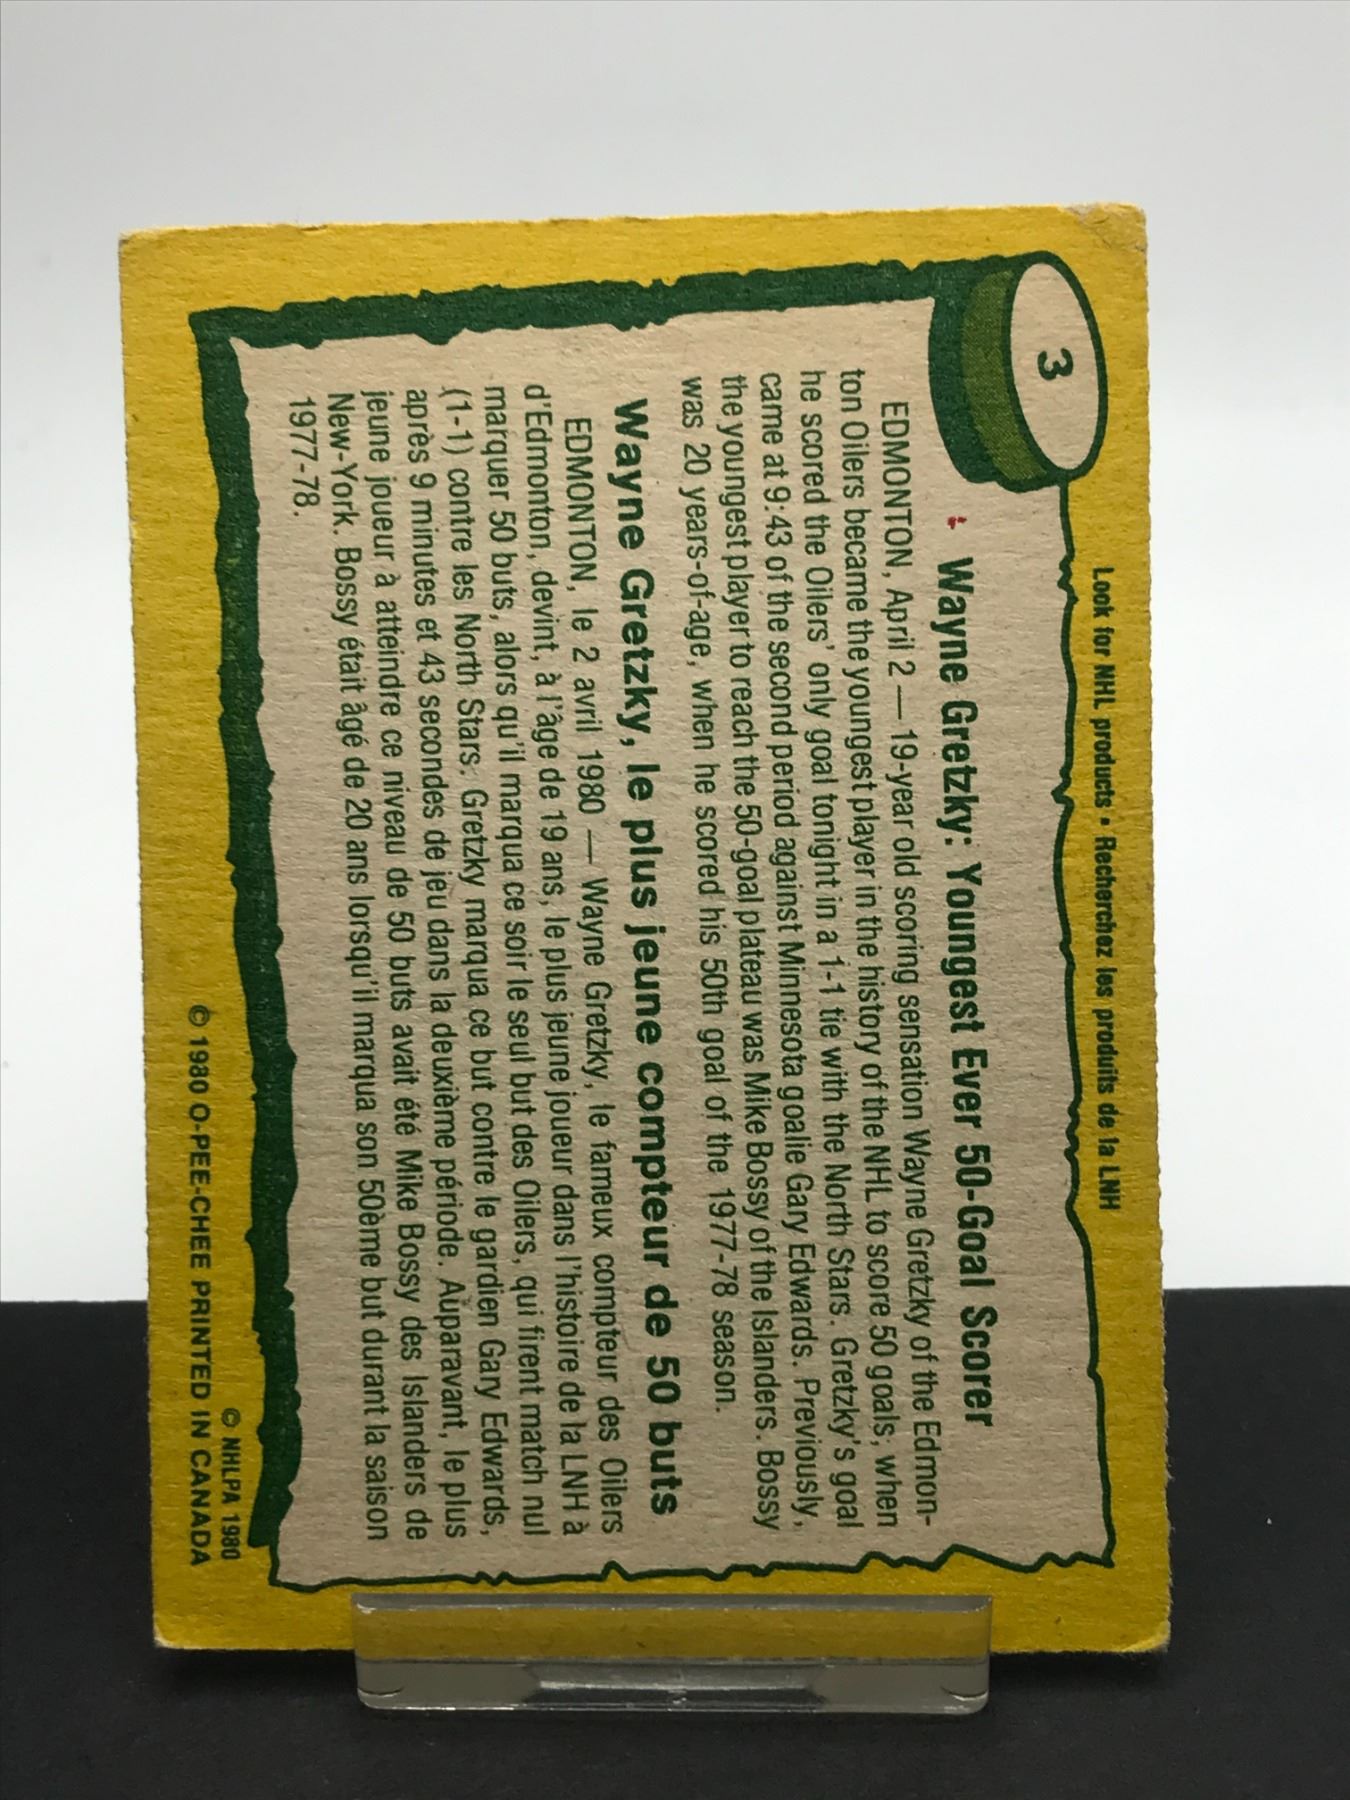 3
Look for NHL products • Recherchez les produits de la LNH
Wayne Gretzky: Youngest Ever 50-Goal Scorer
EDMONTON, April 2 — 19-year old scoring sensation Wayne Gretzky of the Edmon-
ton Oilers became the youngest player in the history of the NHL to score 50 goals, when
he scored the Oilers' only goal tonight in a 1-1 tie with the North Stars. Gretzky's goal
came at 9:43 of the second period against Minnesota goalie Gary Edwards. Previously,
the youngest player to reach the 50-goal plateau was Mike Bossy of the Islanders. Bossy
was 20 years-of-age, when he scored his 50th goal of the 1977-78 season.
Wayne Gretzky, le plus jeune compteur de 50 buts
EDMONTON, le 2 avril 1980 — Wayne Gretzky, le fameux compteur des Oilers
d'Edmonton, devint, à l'âge de 19 ans, le plus jeune joueur dans l'histoire de la LNH à
marquer 50 buts, alors qu'il marqua ce soir le seul but des Oilers, qui firent match nul
(1-1) contre les North Stars. Gretzky marqua ce but contre le gardien Gary Edwards,
après 9 minutes et 43 secondes de jeu dans la deuxième période. Auparavant, le plus
jeune joueur à atteindre ce niveau de 50 buts avait été Mike Bossy des Islanders de
New-York. Bossy était âgé de 20 ans lorsqu'il marqua son 50ème but durant la saison
1977-78.
© NHLPA 1980
© 1980 O-PEE-CHEE PRINTED IN CANADA